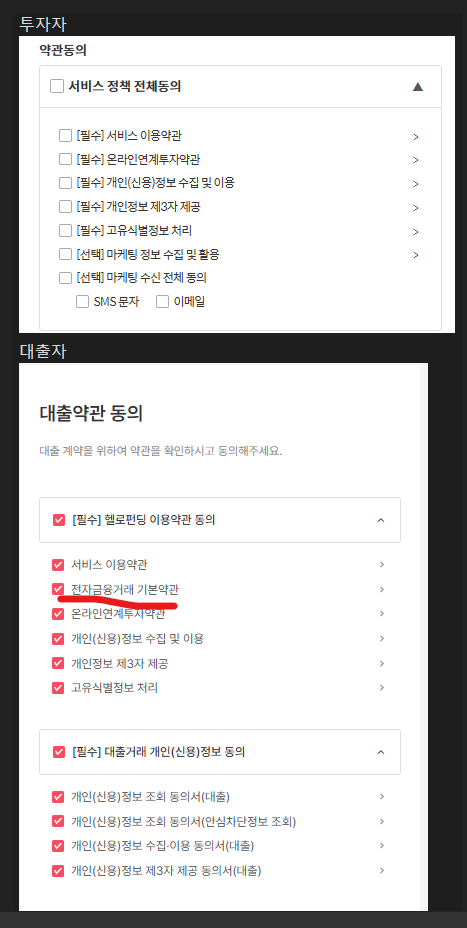 투자자
약관동의
서비스 정책 전체동의 ▲
[필수] 서비스 이용약관 >
[필수] 온라인연계투자약관 >
[필수] 개인(신용)정보 수집 및 이용 >
[필수] 개인정보 제3자 제공 >
[필수] 고유식별정보 처리 >
[선택] 마케팅 정보 수집 및 활용 >
[선택] 마케팅 수신 전체 동의
SMS 문자 이메일
대출자
대출약관 동의
대출 계약을 위하여 약관을 확인하시고 동의해주세요.
[필수] 헬로펀딩 이용약관 동의
서비스 이용약관 >
전자금융거래 기본약관 >
온라인연계투자약관 >
개인(신용)정보 수집 및 이용 >
개인정보 제3자 제공 >
고유식별정보 처리 >
[필수] 대출거래 개인(신용)정보 동의
개인(신용)정보 조회 동의서(대출) >
개인(신용)정보 조회 동의서(안심차단정보 조회) >
개인(신용)정보 수집·이용 동의서(대출) >
개인(신용)정보 제3자 제공 동의서(대출) >